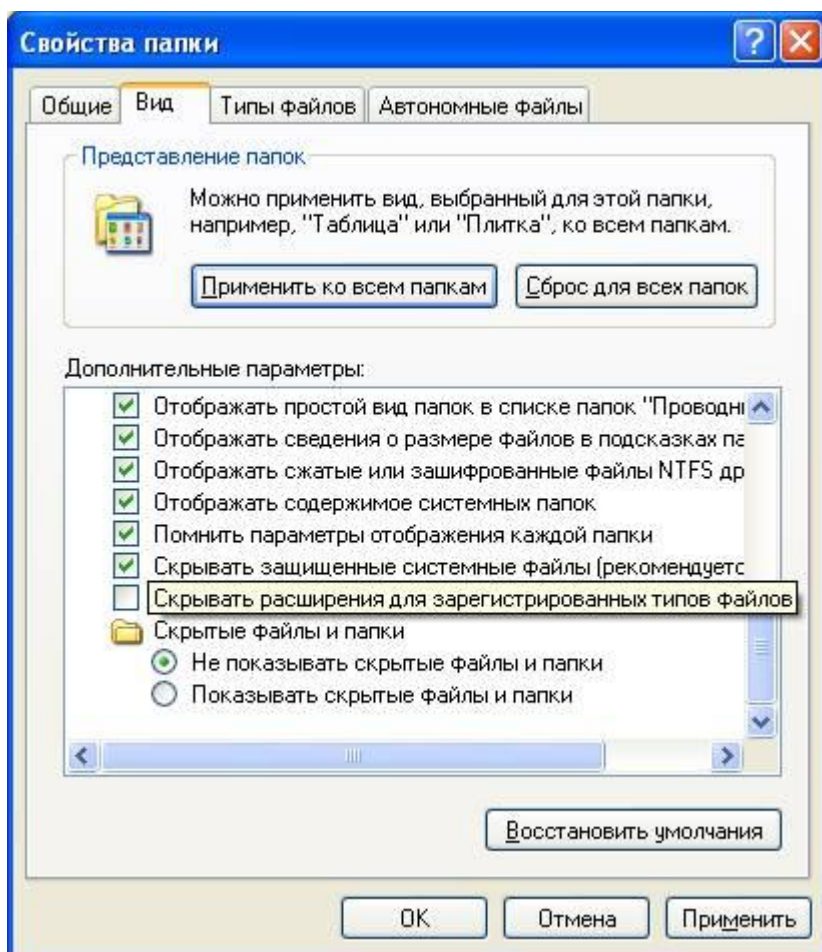 Свойства папки
Общие Вид Типы файлов Автономные файлы
Представление папок
Можно применить вид, выбранный для этой папки,
например, "Таблица" или "Плитка", ко всем папкам.
Применить ко всем папкам Сброс для всех папок
Дополнительные параметры:
Отображать простой вид папок в списке папок "Проводни
Отображать сведения о размере файлов в подсказках па
Отображать сжатые или зашифрованные файлы NTFS др
Отображать содержимое системных папок
Помнить параметры отображения каждой папки
Скрывать защищенные системные файлы (рекомендуетс
Скрывать расширения для зарегистрированных типов файлов
Скрытые файлы и папки
Не показывать скрытые файлы и папки
Показывать скрытые файлы и папки
Восстановить умолчания
ОК Отмена Применить